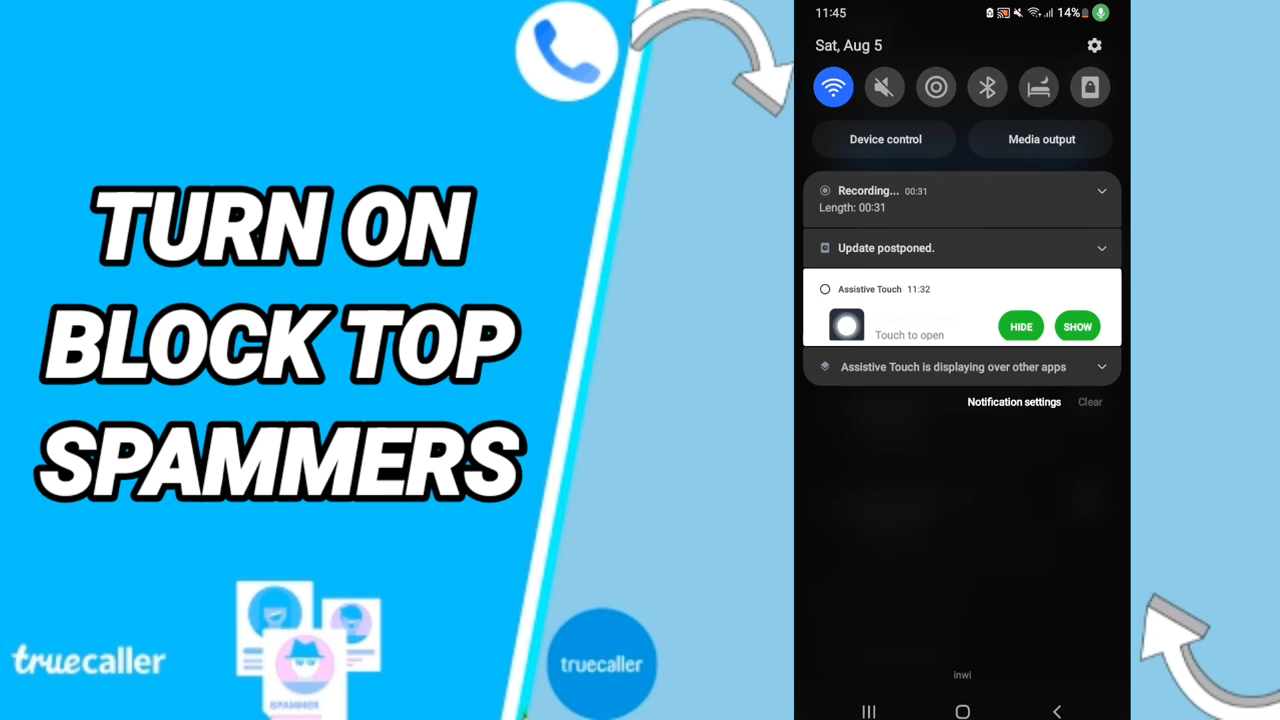 TURN ON
BLOCK TOP
SPAMMERS
truecaller
SPAMMER
truecaller
11:45
14%
Sat, Aug 5
Device control
Media output
Recording... 00:31
Length: 00:31
Update postponed.
Assistive Touch 11:32
Touch to open
HIDE
SHOW
Assistive Touch is displaying over other apps
Notification settings
Clear
inwi